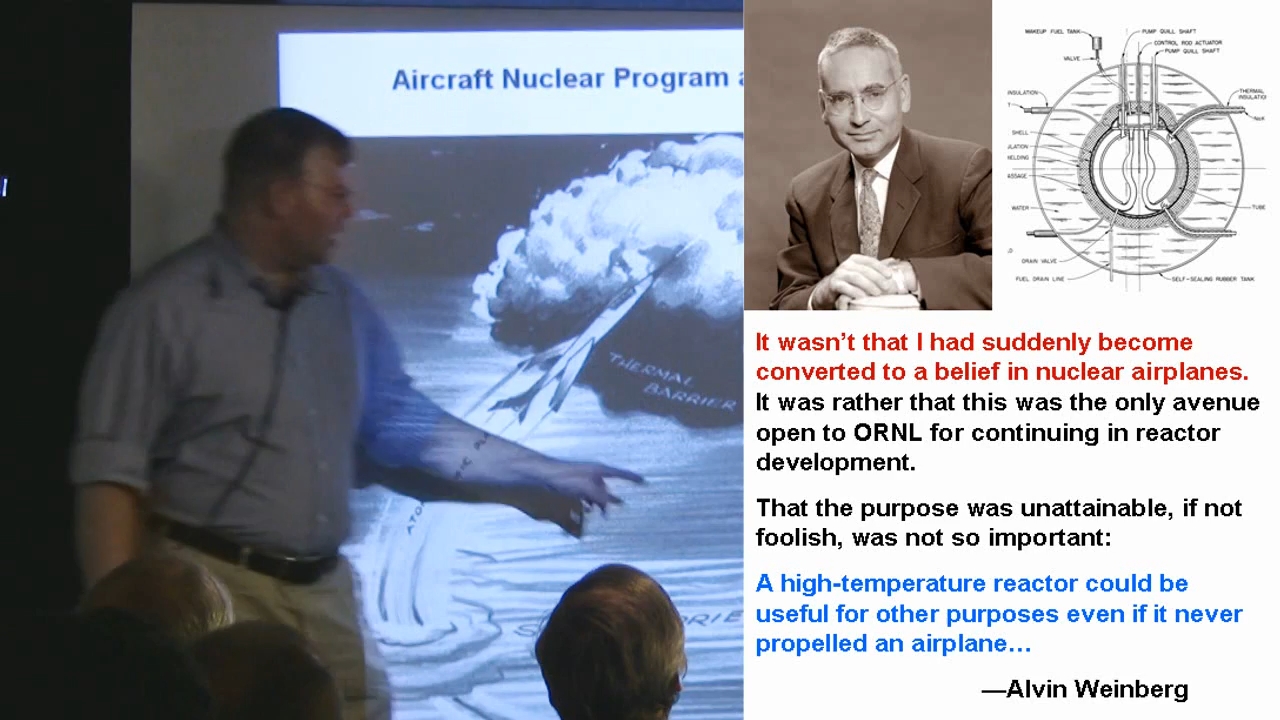 Aircraft Nuclear Program
THERMAL
BARRIER
MAKEUP FUEL TANK
PUMP QUILL SHAFT
CONTROL ROD ACTUATOR
PUMP QUILL SHAFT
VALVE
INSULATION
THERMAL
INSULATION
NaK
SHELL
WATER
TUBE
DRAIN VALVE
FUEL DRAIN LINE
SELF-SEALING RUBBER TANK
It wasn’t that I had suddenly become
converted to a belief in nuclear airplanes.
It was rather that this was the only avenue
open to ORNL for continuing in reactor
development.
That the purpose was unattainable, if not
foolish, was not so important:
A high-temperature reactor could be
useful for other purposes even if it never
propelled an airplane…
—Alvin Weinberg